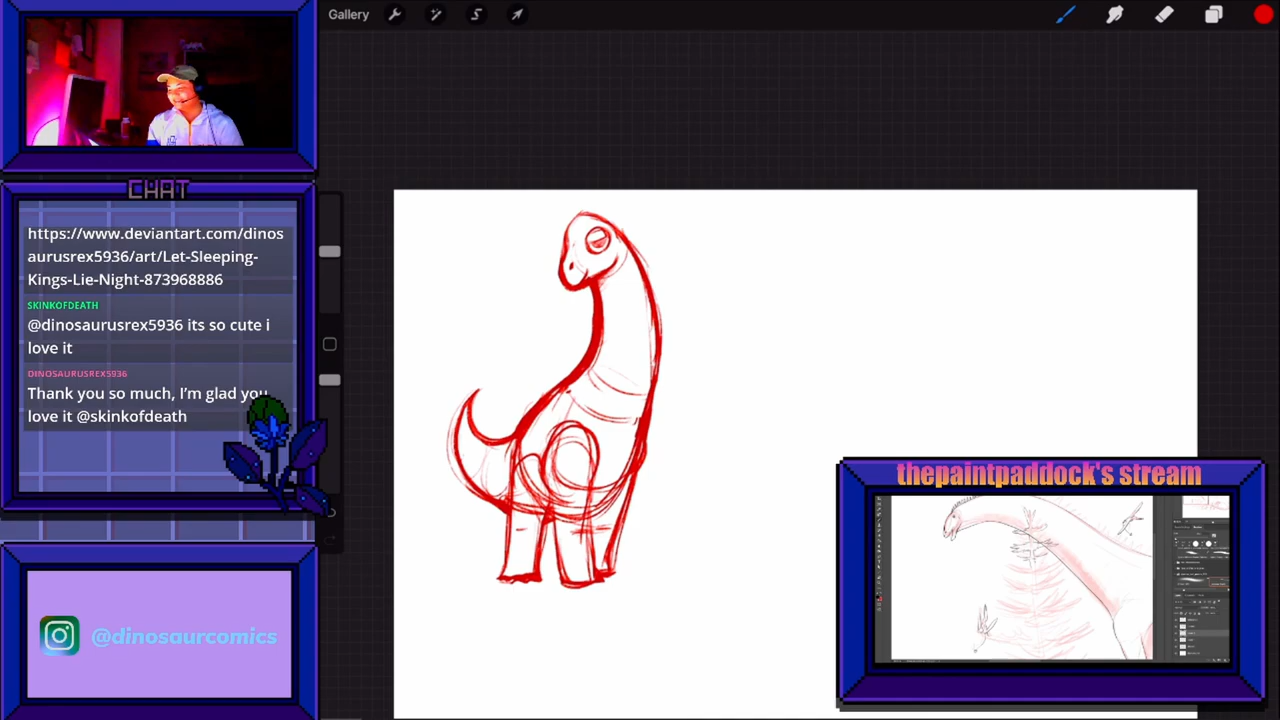 Gallery
CHAT
https://www.deviantart.com/dinos
aurusrex5936/art/Let-Sleeping-
Kings-Lie-Night-873968886
SKINKOFDEATH
@dinosaurusrex5936 its so cute i
love it
DINOSAURUSREX5936
Thank you so much, I'm glad you
love it @skinkofdeath
thepaintpaddock's stream
@dinosaurcomics